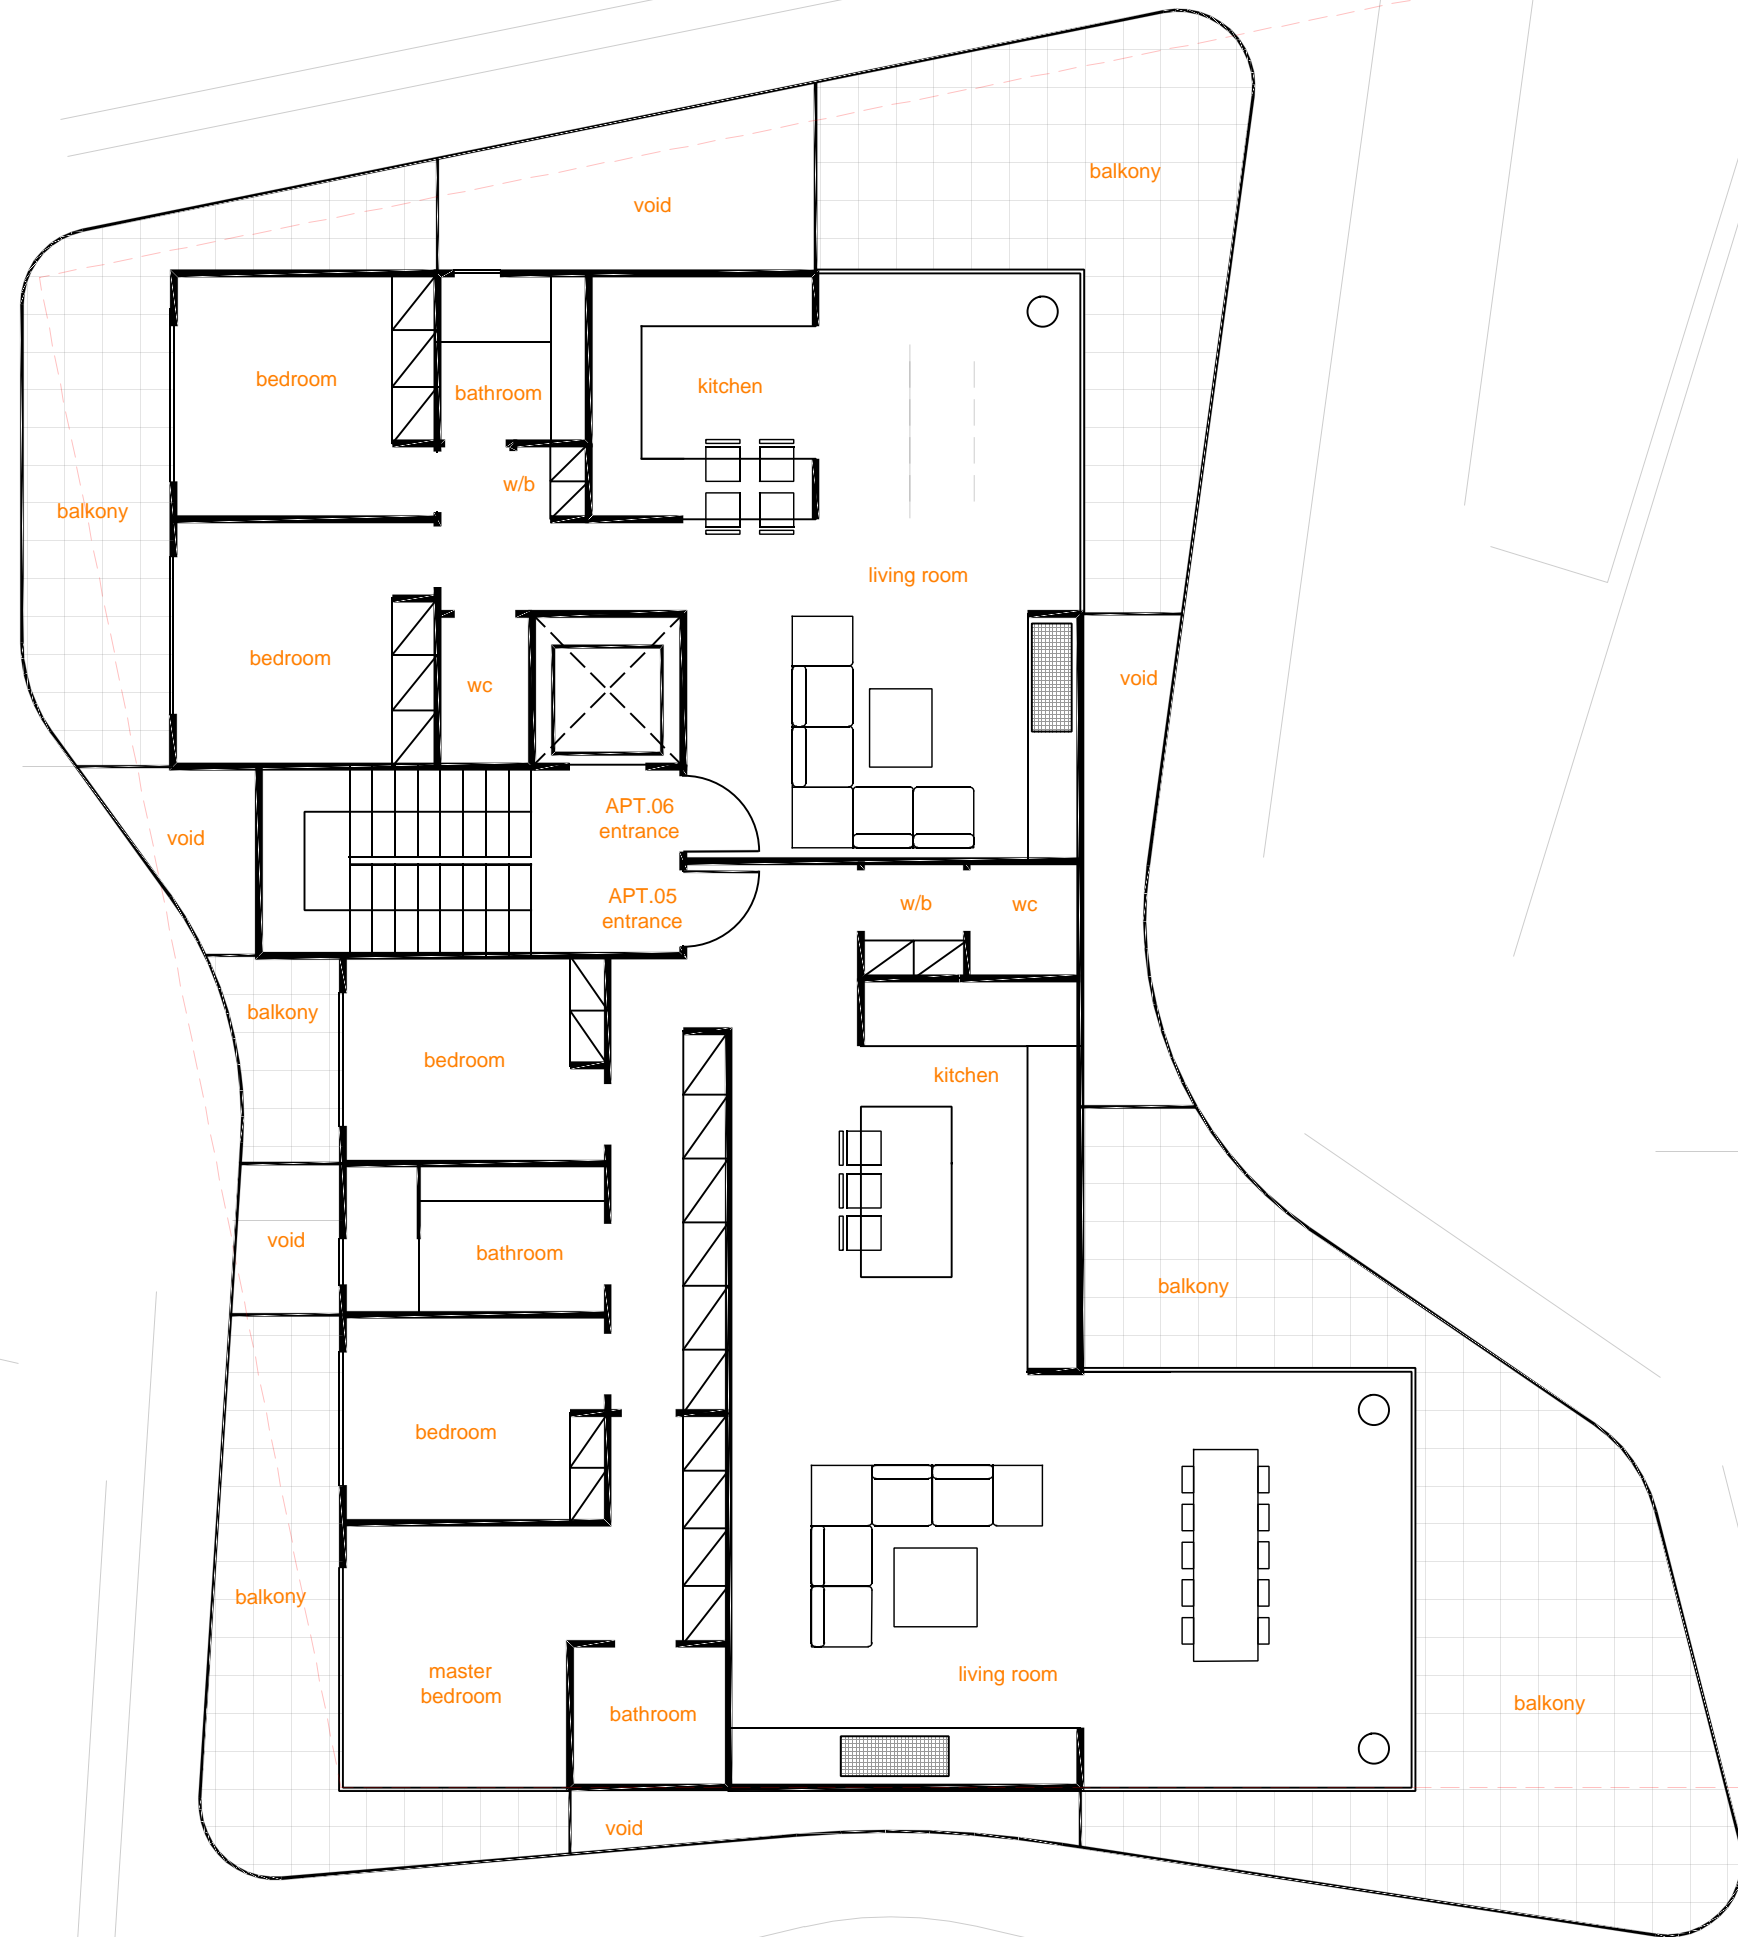 balkony
void
bedroom
kitchen
bathroom
w/b
balkony
living room
bedroom
wc
void
APT.06
entrance
void
APT.05
entrance
w/b
wc
balkony
bedroom
kitchen
void
bathroom
balkony
bedroom
balkony
master
bedroom
living room
bathroom
balkony
void